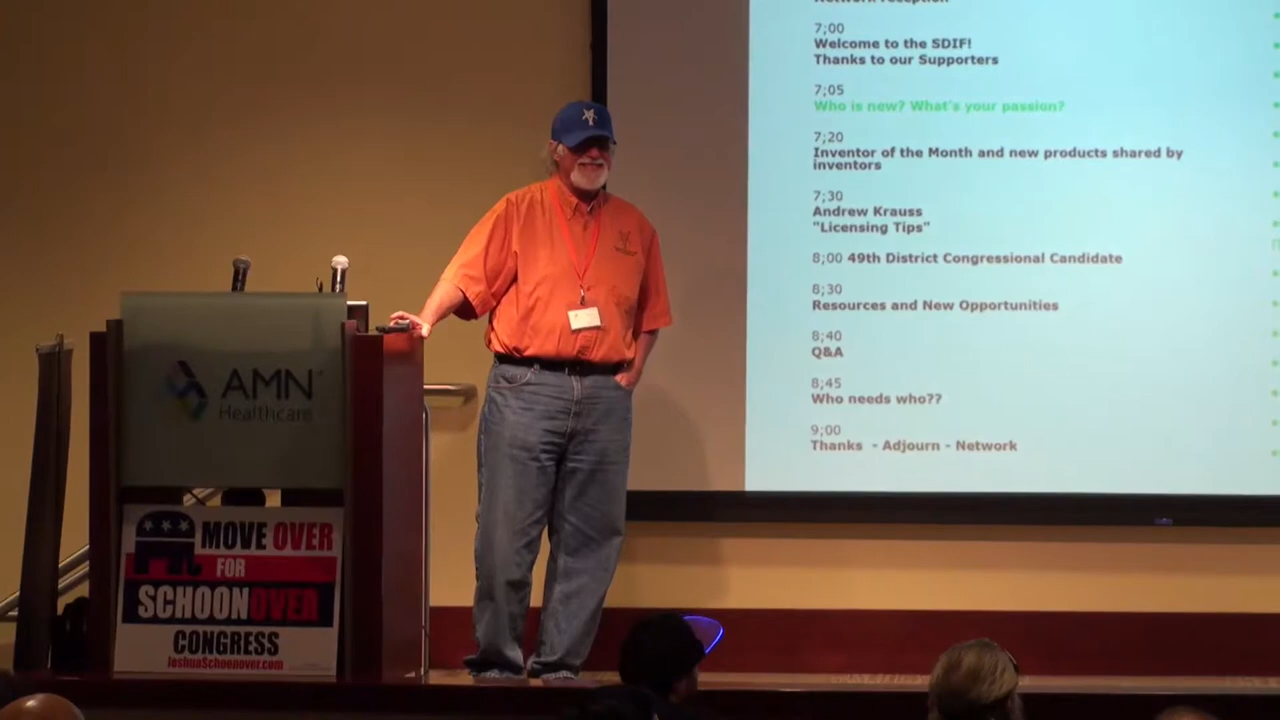 Network reception
7;00
Welcome to the SDIF!
Thanks to our Supporters
7;05
Who is new? What's your passion?
7;20
Inventor of the Month and new products shared by
inventors
7;30
Andrew Krauss
"Licensing Tips"
8;00 49th District Congressional Candidate
8;30
Resources and New Opportunities
8;40
Q&A
8;45
Who needs who??
9;00
Thanks - Adjourn - Network
AMN
Healthcare
MOVE OVER
FOR
SCHOONOVER
CONGRESS
JoshuaSchoonover.com